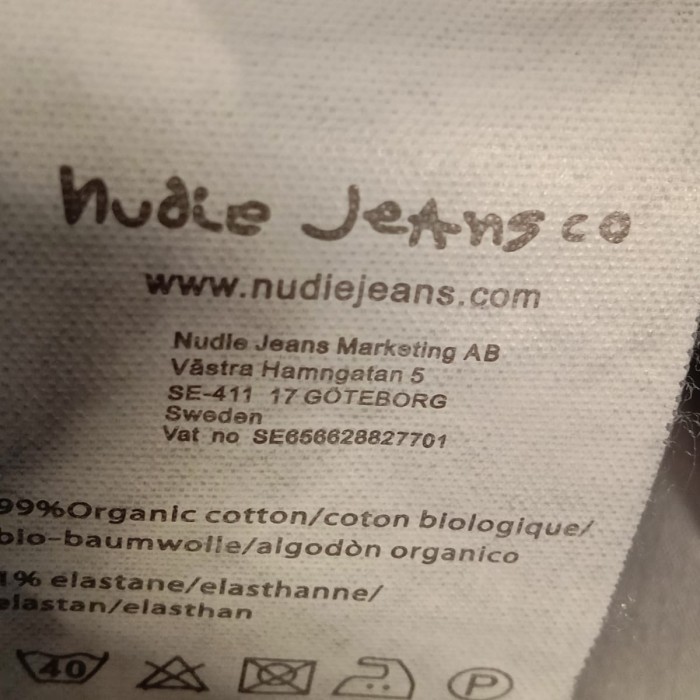 nudie Jeans co
www.nudiejeans.com
Nudie Jeans Marketing AB
Västra Hamngatan 5
SE-411 17 GÖTEBORG
Sweden
Vat no SE656628827701
99%Organic cotton/coton biologique/
bio-baumwolle/algodòn organico
1% elastane/elasthanne/
elastan/elasthan
40
P